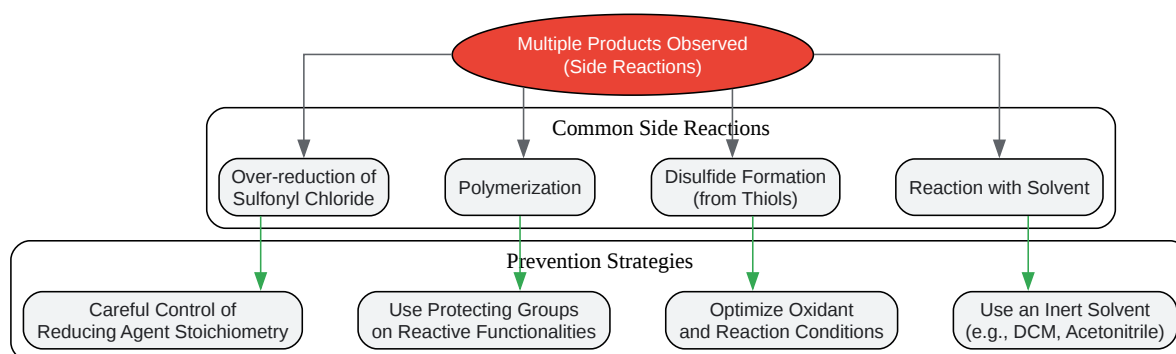 Multiple Products Observed
(Side Reactions)
Common Side Reactions
Over-reduction of
Sulfonyl Chloride
Polymerization
Disulfide Formation
(from Thiols)
Reaction with Solvent
Prevention Strategies
Careful Control of
Reducing Agent Stoichiometry
Use Protecting Groups
on Reactive Functionalities
Optimize Oxidant
and Reaction Conditions
Use an Inert Solvent
(e.g., DCM, Acetonitrile)